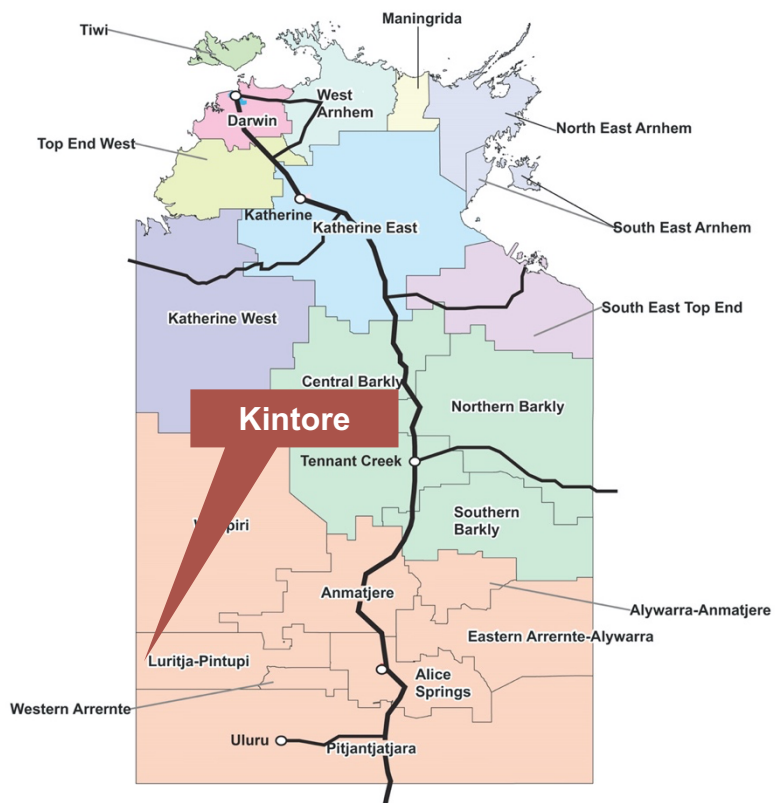 Maningrida
Tiwi
West
Arnhem
Darwin
North East Arnhem
Top End West
Katherine
Katherine East
South East Arnhem
South East Top End
Katherine West
Central Barkly
Northern Barkly
Kintore
Tennant Creek
Southern
Barkly
Anmatjere
Alywarra-Anmatjere
Eastern Arrernte-Alywarra
Luritja-Pintupi
Alice
Springs
Western Arrernte
Uluru
Pitjantjatjara